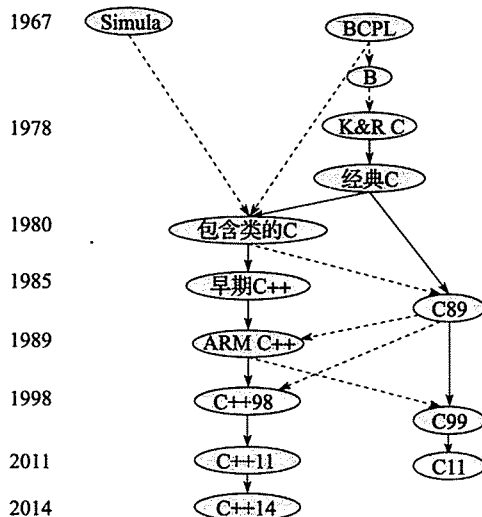 1967 Simula BCPL
B
1978 K&R C
经典C
1980 包含类的C
1985 早期C++
C89
1989 ARM C++
1998 C++98
C99
2011 C++11 C11
2014 C++14